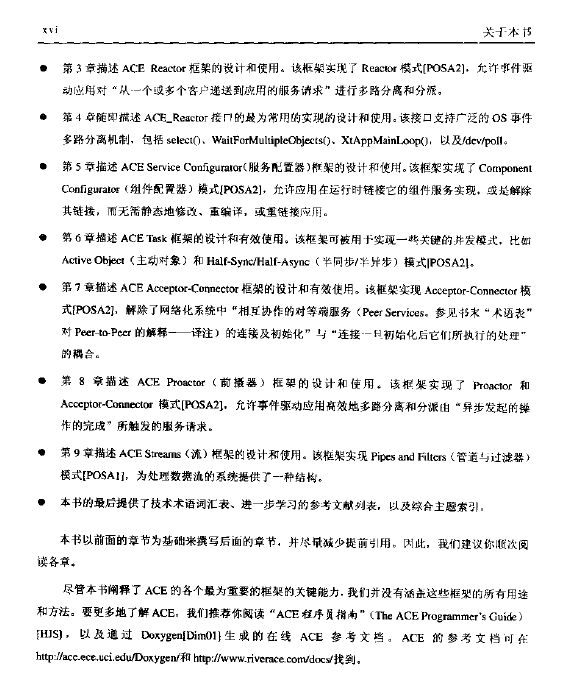 xvi
关于本书
● 第 3 章描述 ACE Reactor 框架的设计和使用。该框架实现了 Reactor 模式[POSA2]，允许事件驱
动应用对“从一个或多个客户递送到应用的服务请求”进行多路分离和分派。
● 第 4 章随即描述 ACE_Reactor 接口的最为常用的实现的设计和使用。该接口支持广泛的 OS 事件
多路分离机制，包括 select()、WaitForMultipleObjects()、XtAppMainLoop()，以及/dev/poll。
● 第 5 章描述 ACE Service Configurator（服务配置器）框架的设计和使用。该框架实现了 Component
Configurator（组件配置器）模式[POSA2]，允许应用在运行时链接它的组件服务实现，或是解除
其链接，而无需静态地修改、重编译，或重链接应用。
● 第 6 章描述 ACE Task 框架的设计和有效使用。该框架可被用于实现一些关键的并发模式，比如
Active Object（主动对象）和 Half-Sync/Half-Async（半同步/半异步）模式[POSA2]。
● 第 7 章描述 ACE Acceptor-Connector 框架的设计和有效使用。该框架实现 Acceptor-Connector 模
式[POSA2]，解除了网络化系统中“相互协作的对等端服务（Peer Services。参见书末“术语表”
对 Peer-to-Peer 的解释——译注）的连接及初始化”与“连接一旦初始化后它们所执行的处理”
的耦合。
● 第 8 章描述 ACE Proactor（前摄器）框架的设计和使用。该框架实现了 Proactor 和
Acceptor-Connector 模式[POSA2]，允许事件驱动应用高效地多路分离和分派由“异步发起的操
作的完成”所触发的服务请求。
● 第 9 章描述 ACE Streams（流）框架的设计和使用。该框架实现 Pipes and Filters（管道与过滤器）
模式[POSA1]，为处理数据流的系统提供了一种结构。
● 本书的最后提供了技术术语词汇表、进一步学习的参考文献列表，以及综合主题索引。
本书以前面的章节为基础来撰写后面的章节，并尽量减少提前引用。因此，我们建议你顺次阅
读各章。
尽管本书阐释了 ACE 的各个最为重要的框架的关键能力，我们并没有涵盖这些框架的所有用途
和方法。要更多地了解 ACE，我们推荐你阅读“ACE 程序员指南”（The ACE Programmer's Guide）
[HJS]，以及通过 Doxygen[Dim01]生成的在线 ACE 参考文档。ACE 的参考文档可在
http://ace.ece.uci.edu/Doxygen/和 http://www.riverace.com/docs/找到。